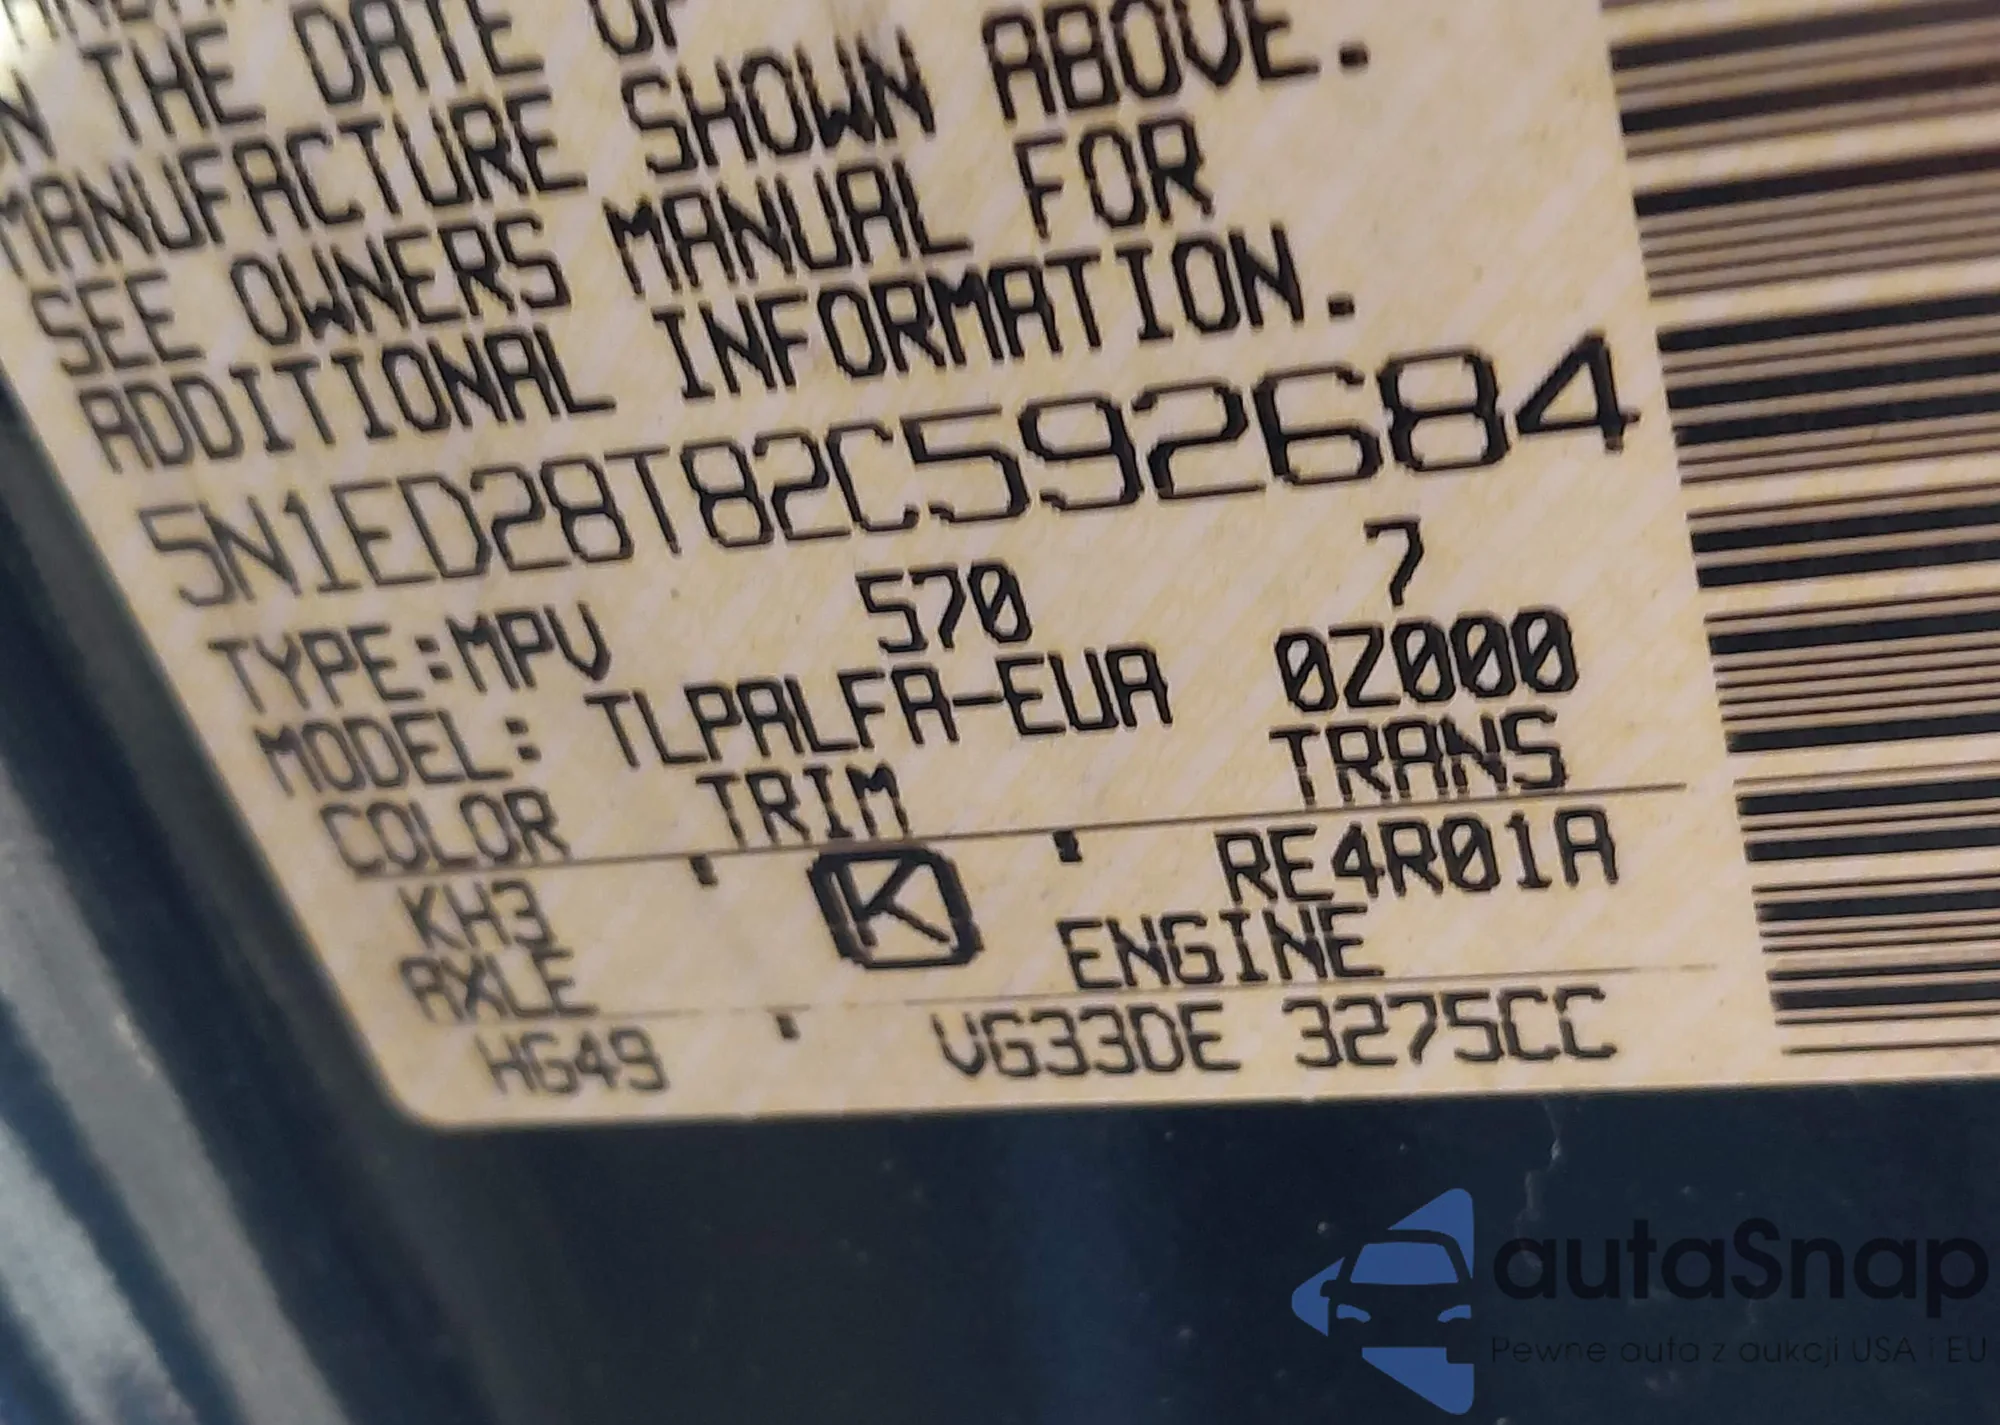 ON THE DATE OF
MANUFACTURE SHOWN ABOVE.
SEE OWNERS MANUAL FOR
ADDITIONAL INFORMATION.
5N1ED28T82C592684
TYPE:MPV 570 7
MODEL: TLPALFA-EUA 0Z000
COLOR TRIM TRANS
KH3 K RE4R01A
AXLE ENGINE
HG49 VG33DE 3275CC
autaSnap
Pewne auta z aukcji USA i EU